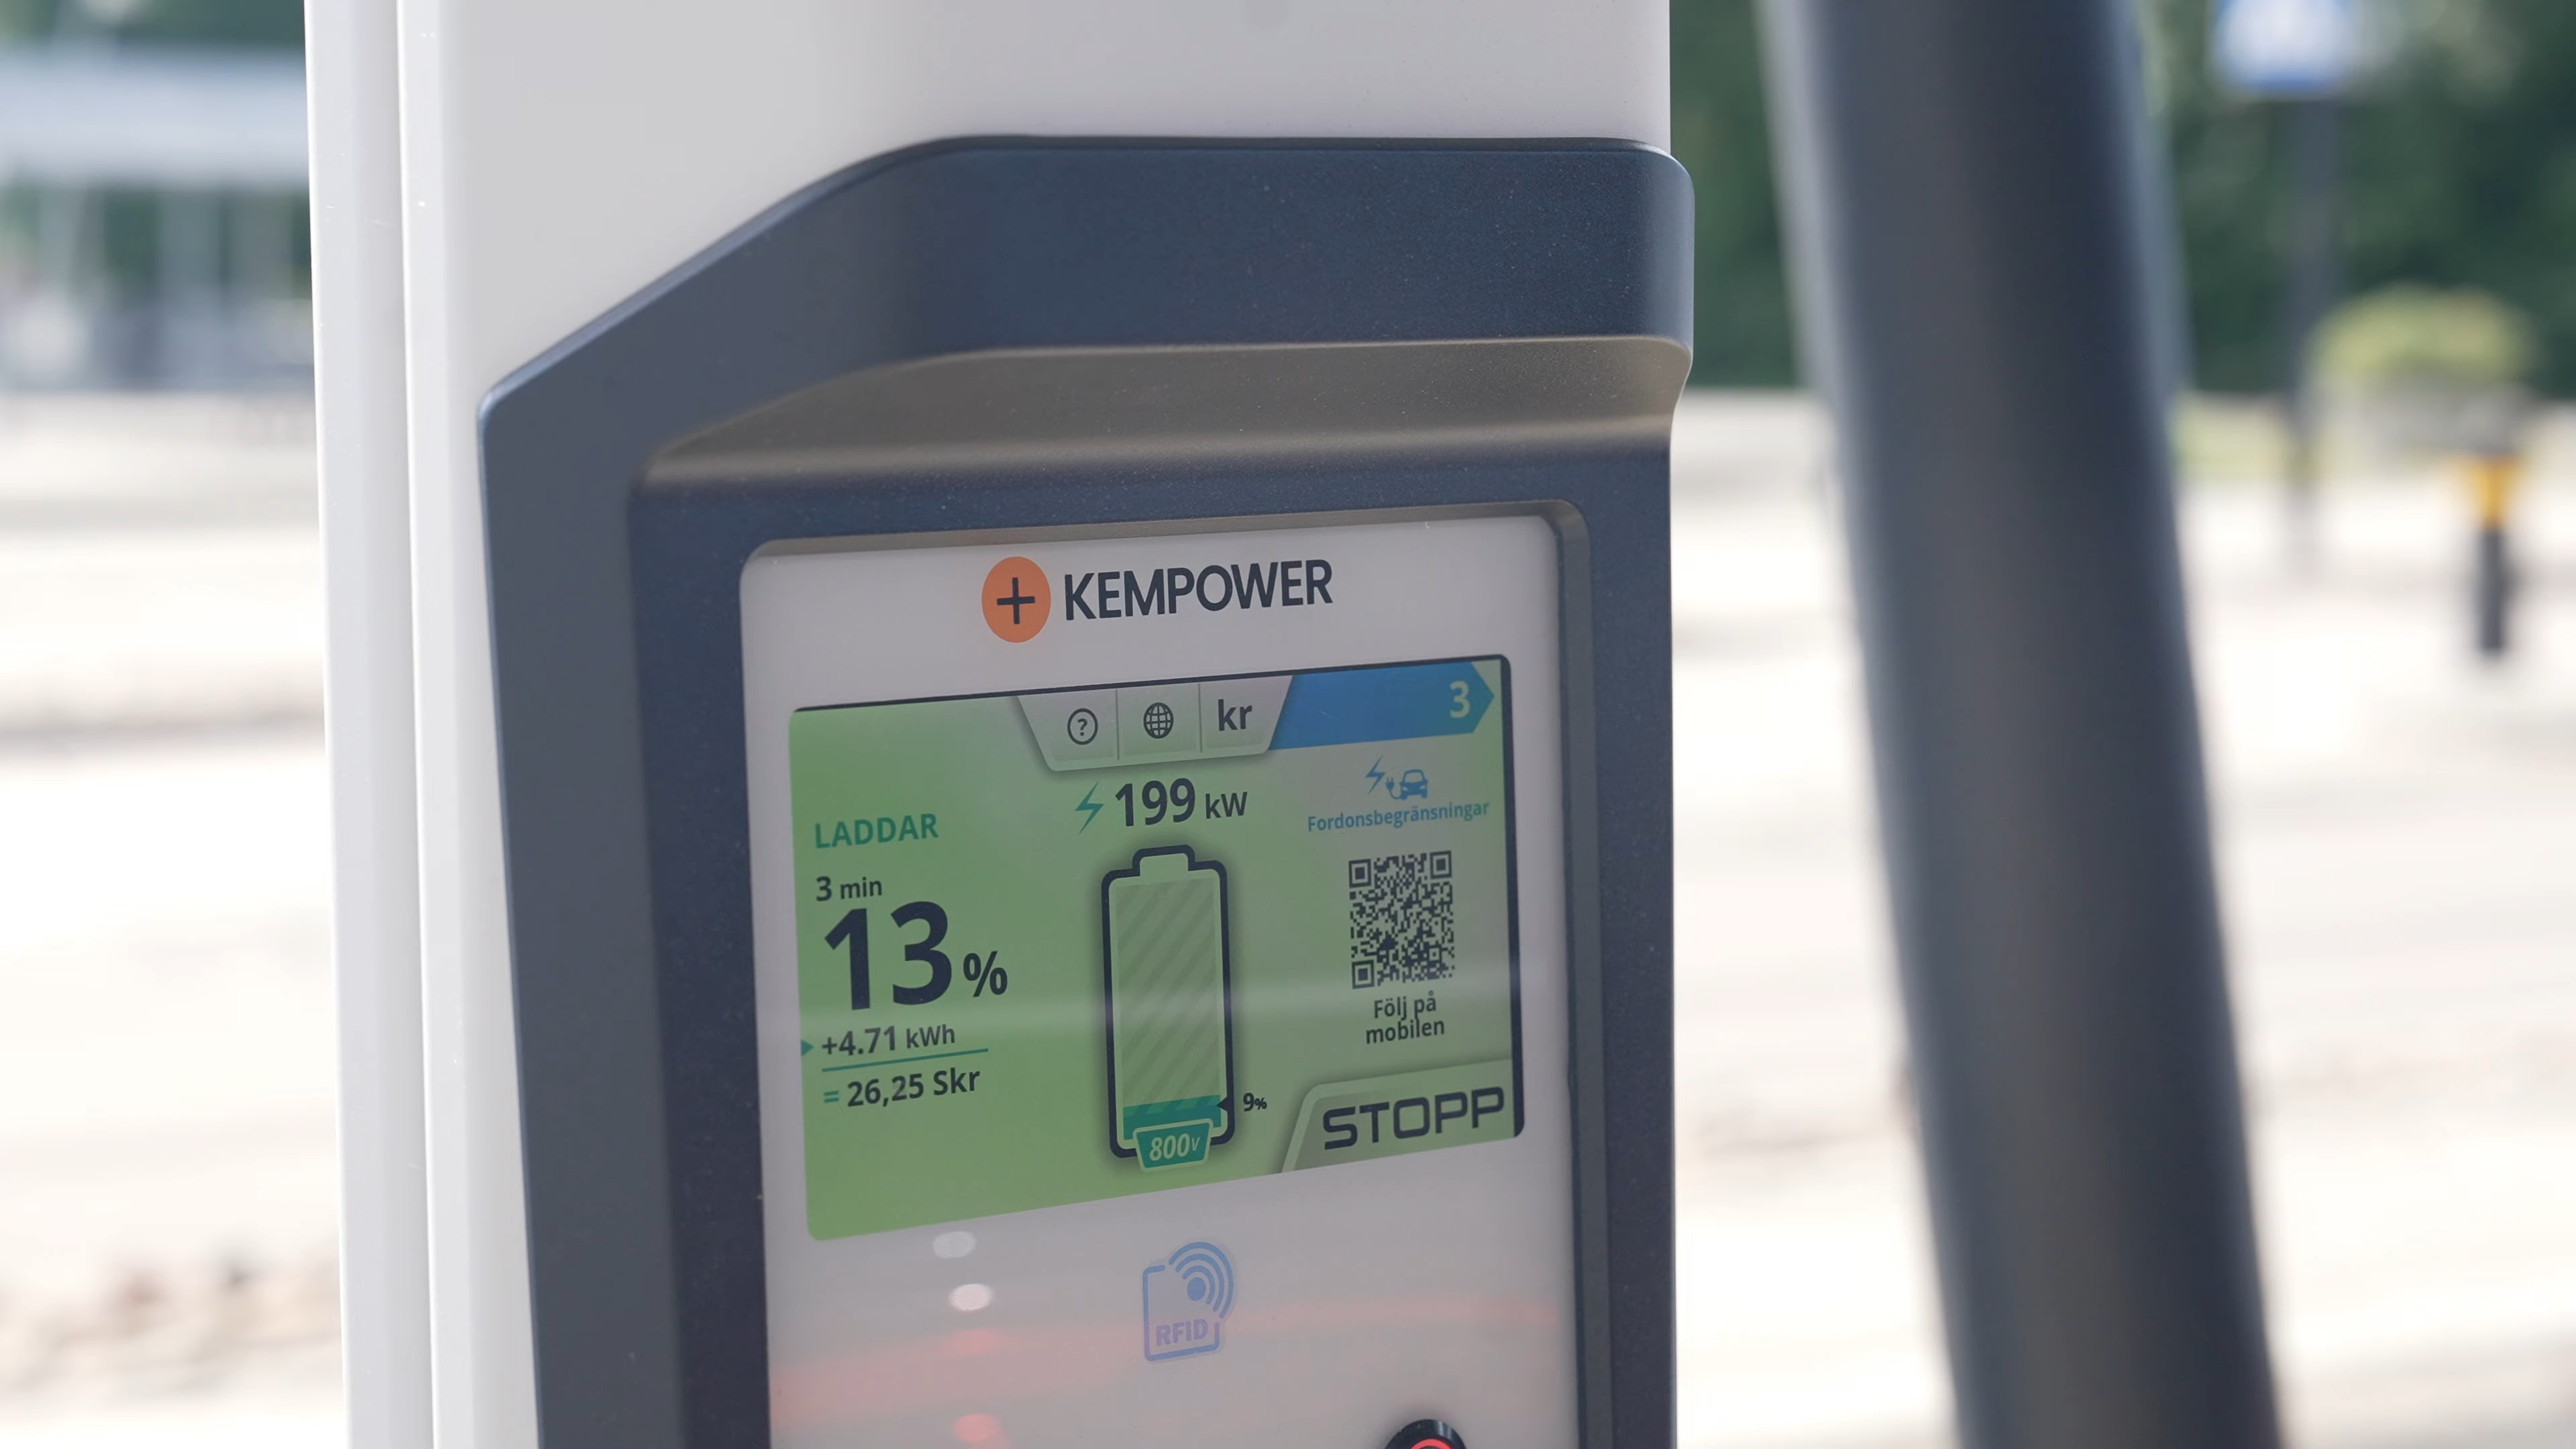 KEMPOWER
? kr 3
199 kW
LADDAR
Fordonsbegränsningar
3 min
13%
+4.71 kWh
= 26,25 Skr
9%
800V
Följ på
mobilen
STOPP
RFID